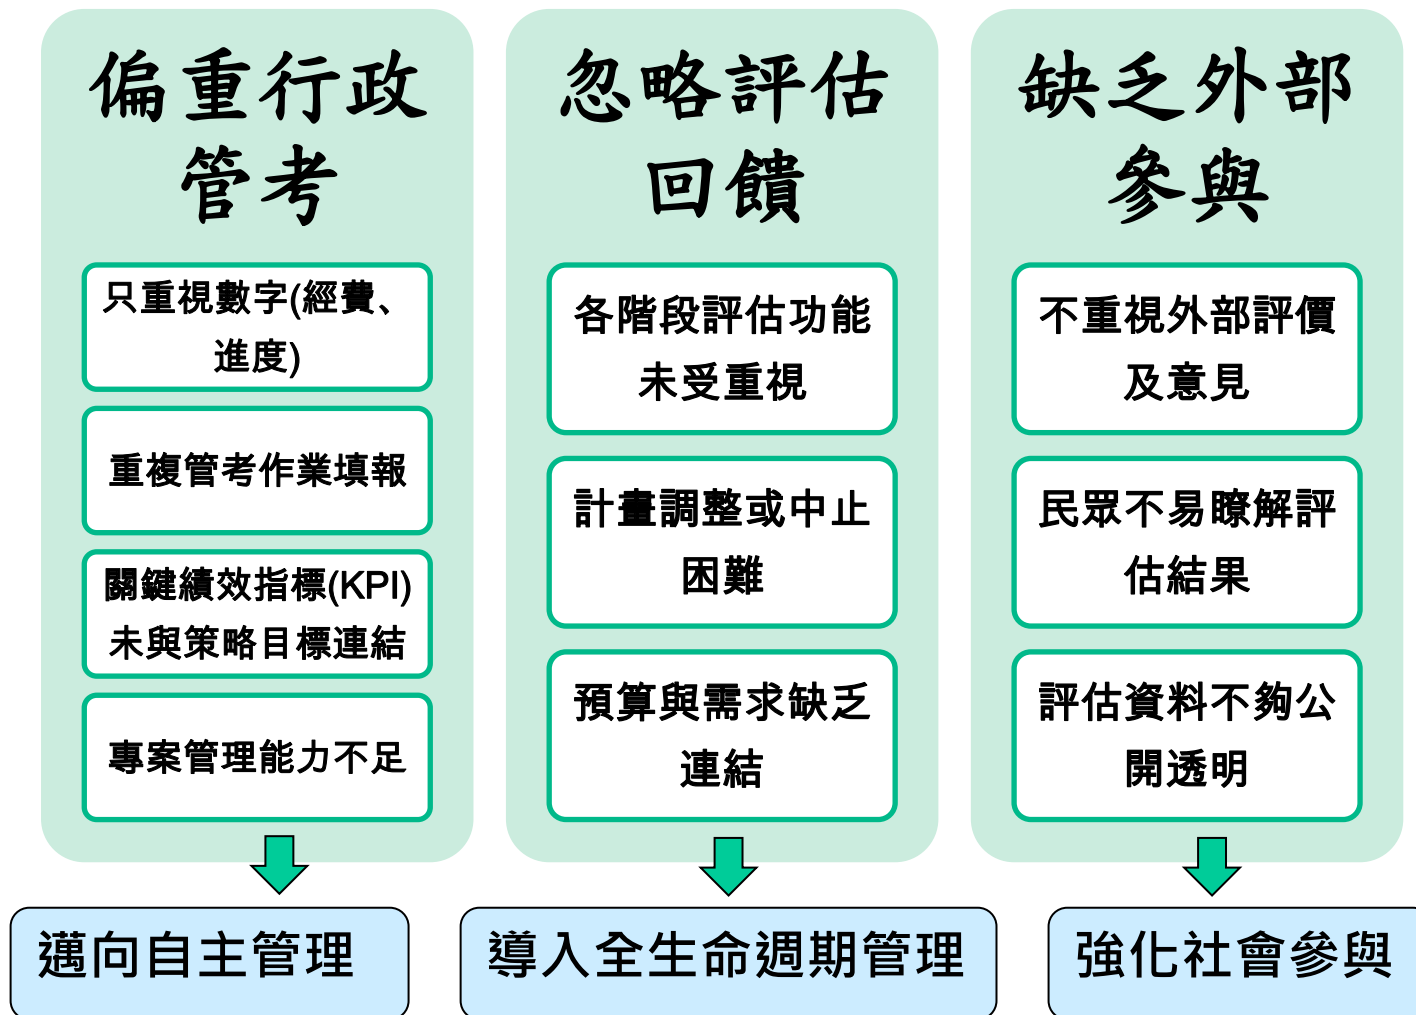 偏重行政
管考
只重視數字(經費、
進度)
重複管考作業填報
關鍵績效指標(KPI)
未與策略目標連結
專案管理能力不足
邁向自主管理
忽略評估
回饋
各階段評估功能
未受重視
計畫調整或中止
困難
預算與需求缺乏
連結
導入全生命週期管理
缺乏外部
參與
不重視外部評價
及意見
民眾不易瞭解評
估結果
評估資料不夠公
開透明
強化社會參與